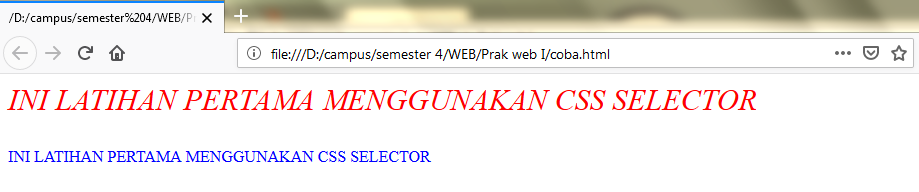 /D:/campus/semester%204/WEB/P
file:///D:/campus/semester 4/WEB/Prak web I/coba.html
INI LATIHAN PERTAMA MENGGUNAKAN CSS SELECTOR
INI LATIHAN PERTAMA MENGGUNAKAN CSS SELECTOR